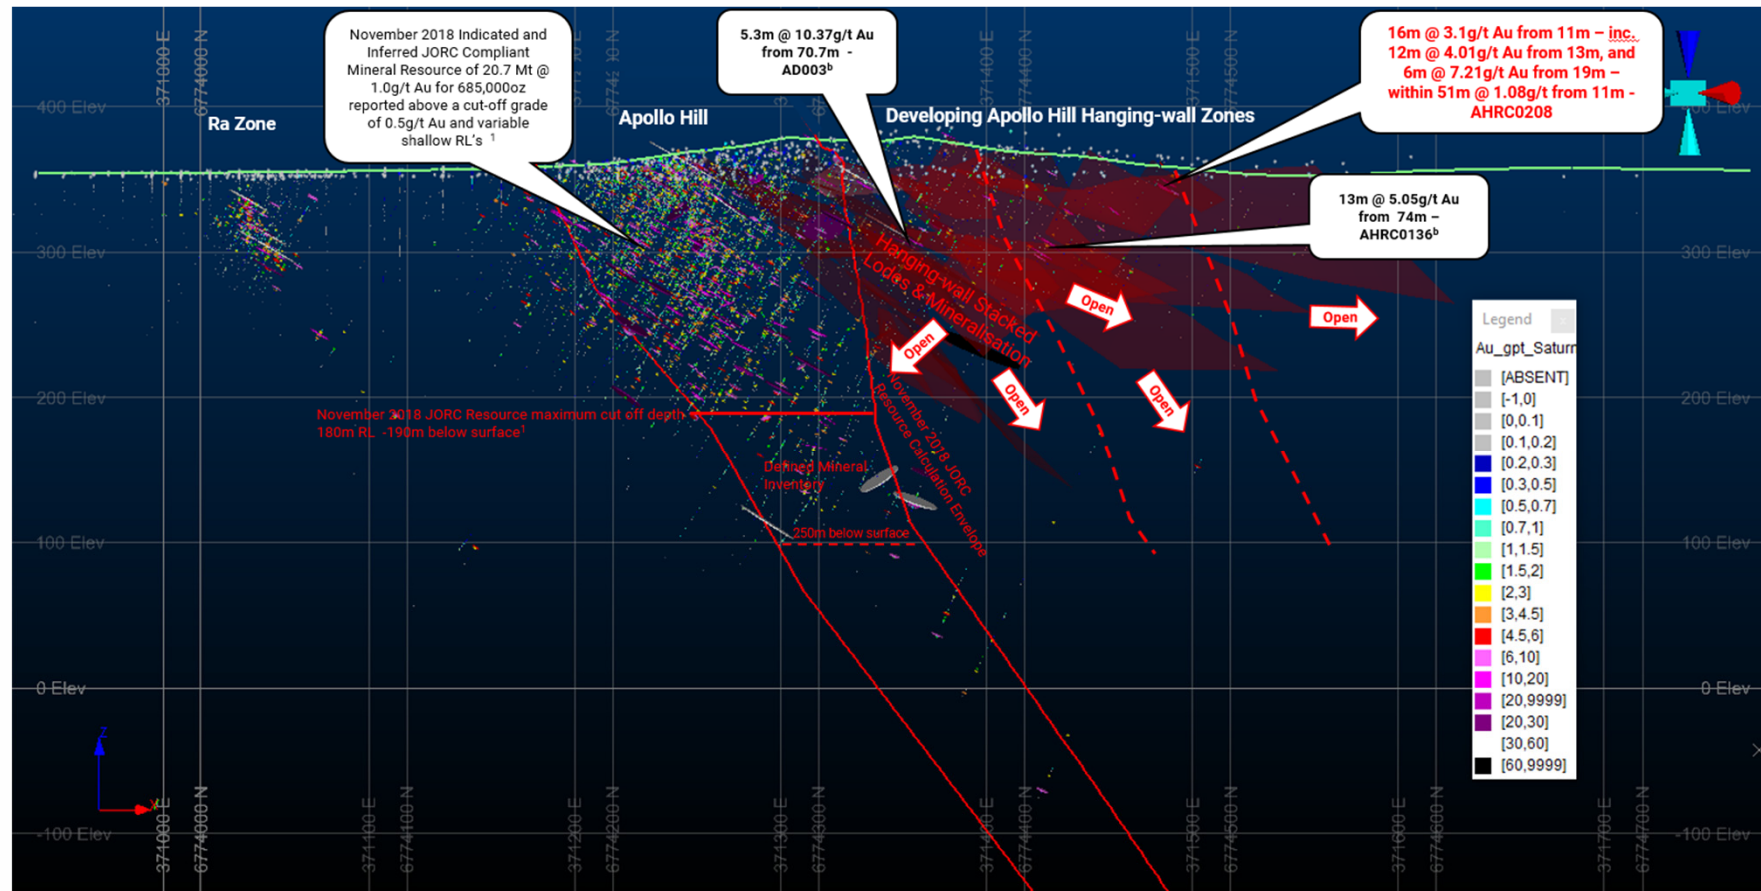 371000 E
6774000 N
371400 E
6774400 N
371500 E
6774500 N
November 2018 Indicated and
Inferred JORC Compliant
Mineral Resource of 20.7 Mt @
1.0g/t Au for 685,000oz
reported above a cut-off grade
of 0.5g/t Au and variable
shallow RL's 1
5.3m @ 10.37g/t Au
from 70.7m -
AD003b
16m @ 3.1g/t Au from 11m – inc.
12m @ 4.01g/t Au from 13m, and
6m @ 7.21g/t Au from 19m –
within 51m @ 1.08g/t from 11m -
AHRC0208
400 Elev
Ra Zone
Apollo Hill
Developing Apollo Hill Hanging-wall Zones
13m @ 5.05g/t Au
from 74m –
AHRC0136b
300 Elev
300 Elev
Hanging-wall Stacked
Lodes & Mineralisation
Open
Open
Open
Open
Open
200 Elev
200 Elev
November 2018 JORC Resource maximum cut off depth
180m RL -190m below surface1
November 2018 JORC
Resource Calculation Envelope
Defined Mineral
Inventory
250m below surface
100 Elev
100 Elev
Legend
x
Au_gpt_Saturn
[ABSENT]
[-1,0]
[0,0.1]
[0.1,0.2]
[0.2,0.3]
[0.3,0.5]
[0.5,0.7]
[0.7,1]
[1,1.5]
[1.5,2]
[2,3]
[3,4.5]
[4.5,6]
[6,10]
[10,20]
[20,9999]
[20,30]
[30,60]
[60,9999]
0 Elev
0 Elev
Z
X
Y
-100 Elev
-100 Elev
371000 E
6774000 N
371100 E
6774100 N
371200 E
6774200 N
371300 E
6774300 N
371400 E
6774400 N
371500 E
6774500 N
371600 E
6774600 N
371700 E
6774700 N